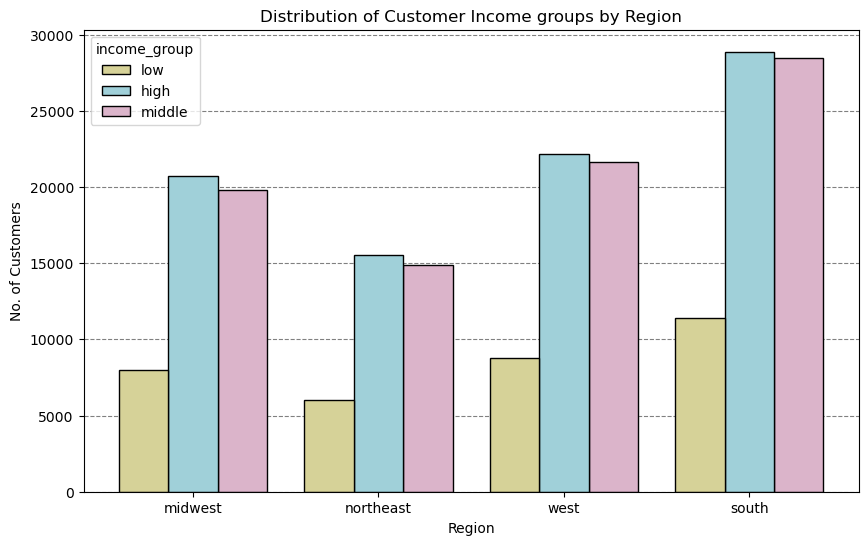 Distribution of Customer Income groups by Region
income_group
low
high
middle
No. of Customers
30000
25000
20000
15000
10000
5000
0
midwest northeast west south
Region